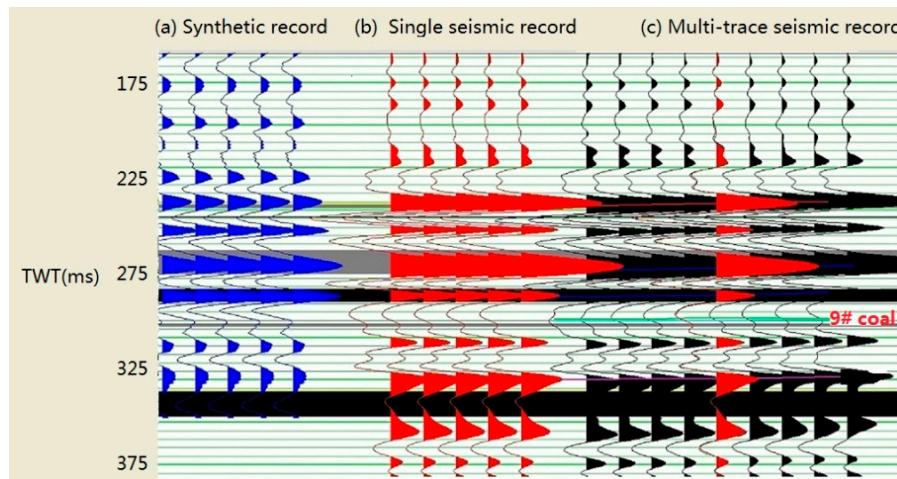 (a) Synthetic record (b) Single seismic record (c) Multi-trace seismic record
175
225
TWT(ms) 275
9# coal
325
375